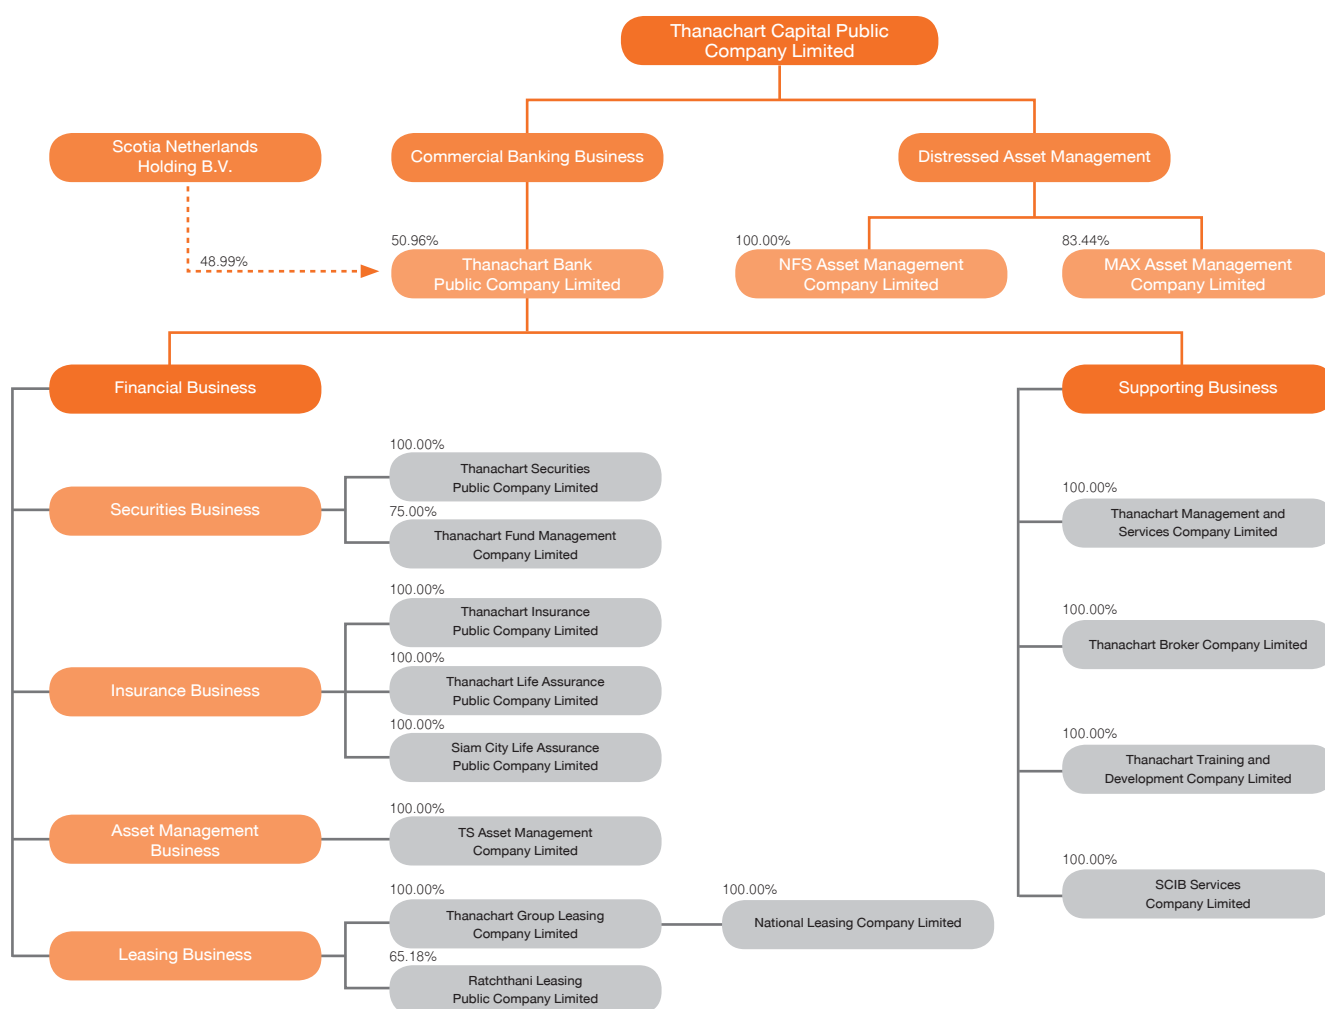 Thanachart Capital Public
Company Limited
Scotia Netherlands
Holding B.V.
Commercial Banking Business
Distressed Asset Management
48.99%
50.96%
Thanachart Bank
Public Company Limited
100.00%
NFS Asset Management
Company Limited
83.44%
MAX Asset Management
Company Limited
Financial Business
Supporting Business
Securities Business
100.00%
Thanachart Securities
Public Company Limited
75.00%
Thanachart Fund Management
Company Limited
Insurance Business
100.00%
Thanachart Insurance
Public Company Limited
100.00%
Thanachart Life Assurance
Public Company Limited
100.00%
Siam City Life Assurance
Public Company Limited
Asset Management
Business
100.00%
TS Asset Management
Company Limited
Leasing Business
100.00%
Thanachart Group Leasing
Company Limited
100.00%
National Leasing Company Limited
65.18%
Ratchthani Leasing
Public Company Limited
100.00%
Thanachart Management and
Services Company Limited
100.00%
Thanachart Broker Company Limited
100.00%
Thanachart Training and
Development Company Limited
100.00%
SCIB Services
Company Limited